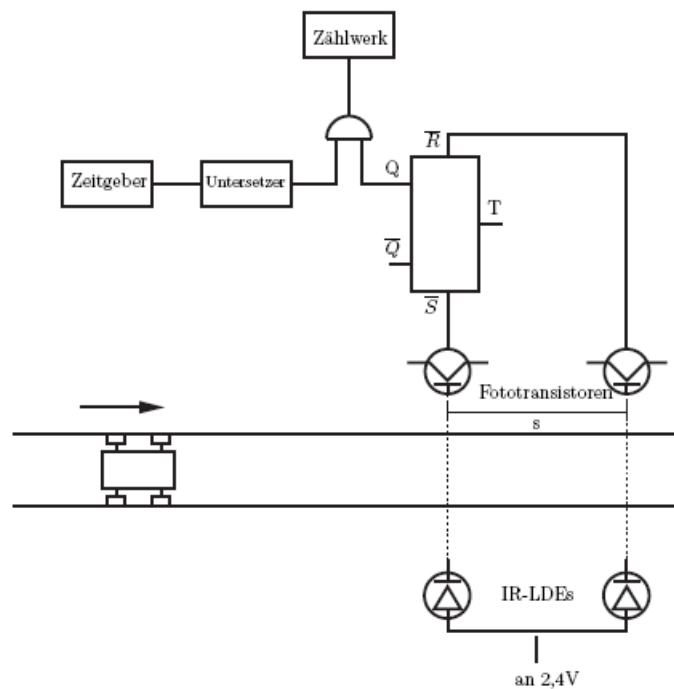 Zählwerk
R̅
Zeitgeber
Untersetzer
Q
T
Q̅
S̅
Fototransistoren
s
IR-LDEs
an 2,4V